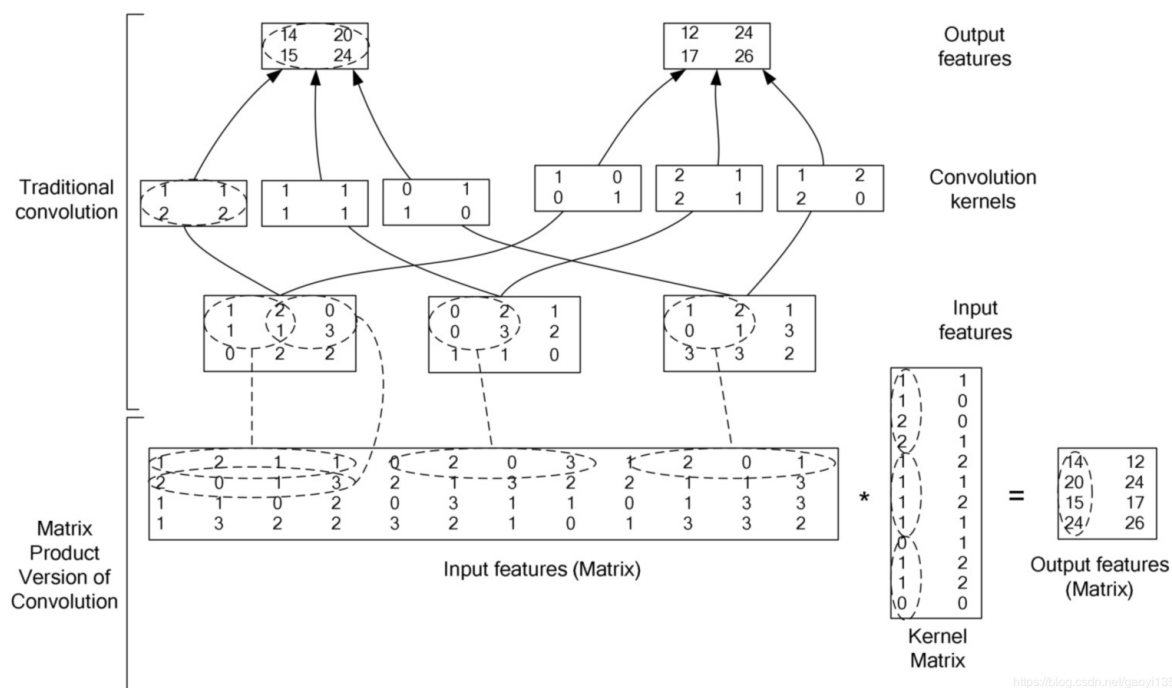 14 20
15 24
12 24
17 26
Output
features
Traditional
convolution
1 1
2 2
1 1
1 1
0 1
1 0
1 0
0 1
2 1
2 1
1 2
2 0
Convolution
kernels
1 2 0
1 1 3
0 2 2
0 2 1
0 3 2
1 1 0
1 2 1
0 1 3
3 3 2
Input
features
Matrix
Product
Version of
Convolution
1 2 1 1 0 2 0 3 1 2 0 1
2 0 1 3 2 1 3 2 2 1 1 3
1 1 0 2 0 3 1 1 0 1 3 3
1 3 2 2 3 2 1 0 1 3 3 2
Input features (Matrix)
*
1 1
1 0
2 0
2 1
1 2
1 1
1 2
1 1
0 1
1 2
1 2
0 0
Kernel
Matrix
=
14 12
20 24
15 17
24 26
Output features
(Matrix)